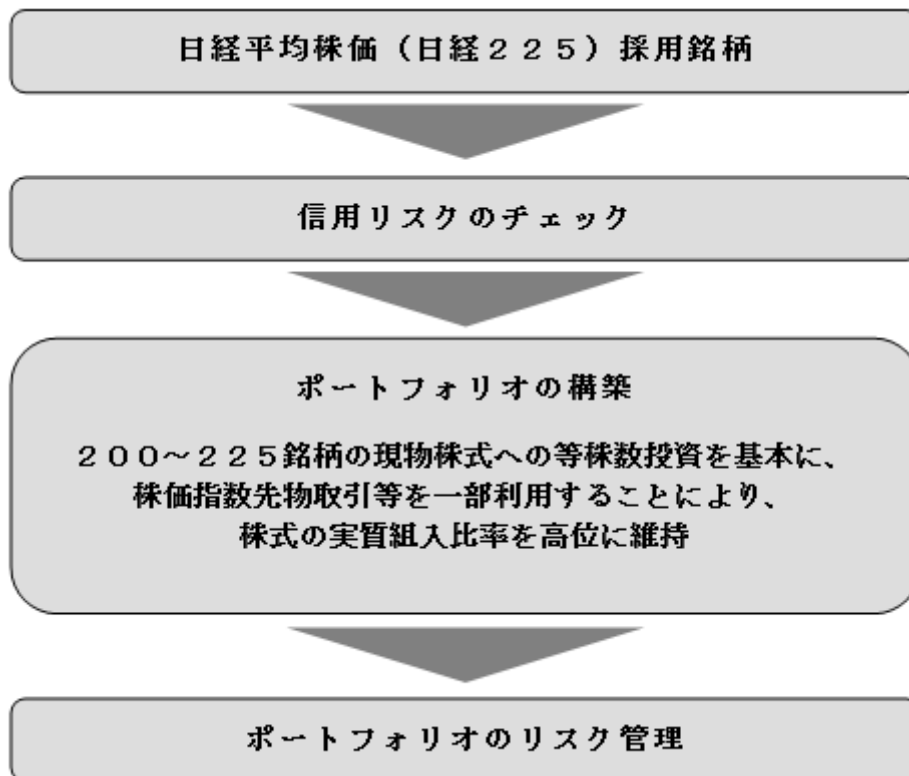 日経平均株価（日経２２５）採用銘柄
信用リスクのチェック
ポートフォリオの構築
２００～２２５銘柄の現物株式への等株数投資を基本に、
株価指数先物取引等を一部利用することにより、
株式の実質組入比率を高位に維持
ポートフォリオのリスク管理